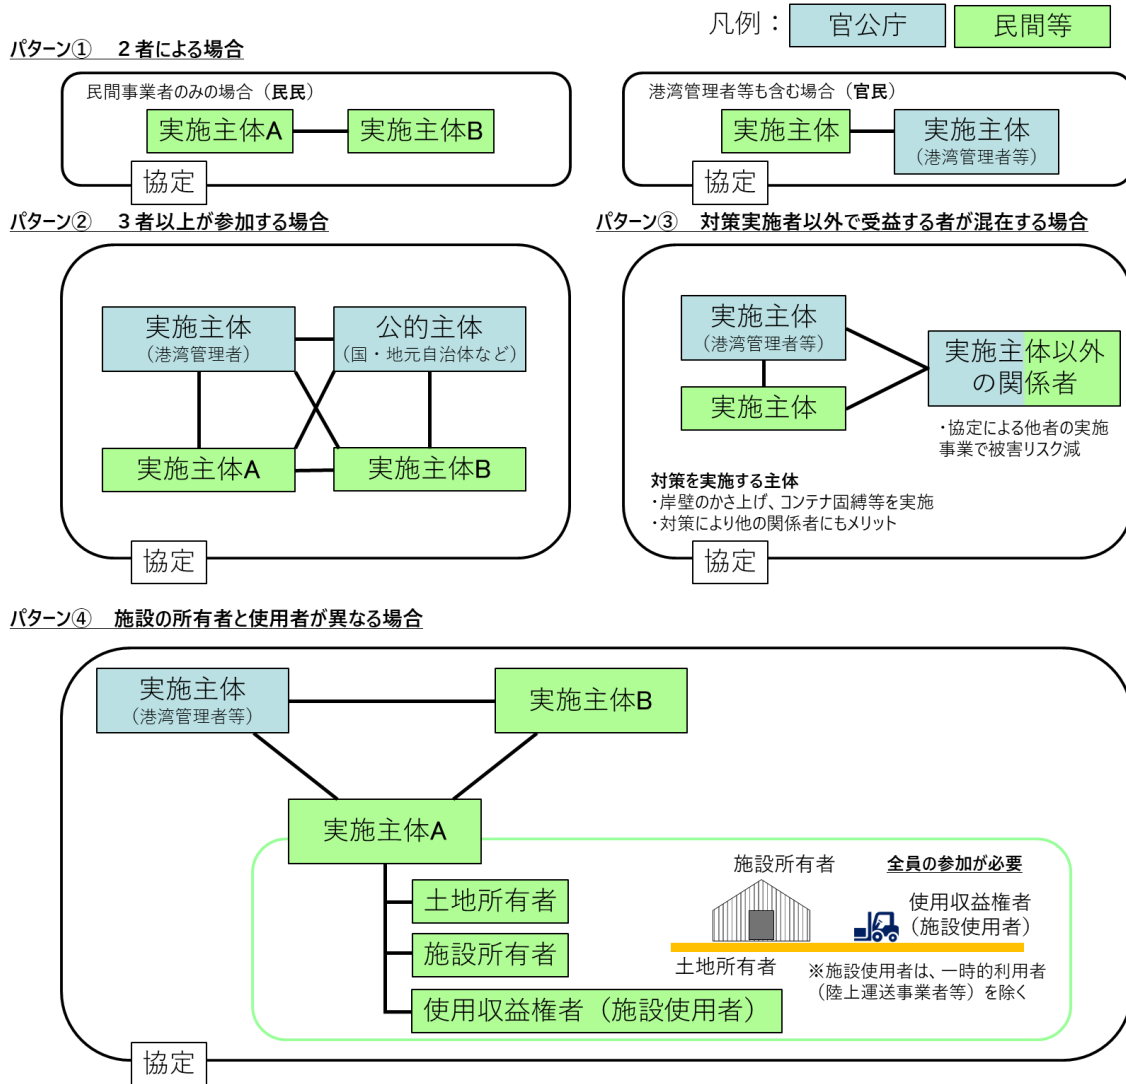 凡例：
官公庁
民間等
パターン①　２者による場合
民間事業者のみの場合（民民）
実施主体A
実施主体B
協定
港湾管理者等も含む場合（官民）
実施主体
実施主体
（港湾管理者等）
協定
パターン②　３者以上が参加する場合
実施主体
（港湾管理者）
公的主体
（国・地元自治体など）
実施主体A
実施主体B
協定
パターン③　対策実施者以外で受益する者が混在する場合
実施主体
（港湾管理者等）
実施主体
実施主体以外
の関係者
・協定による他者の実施
事業で被害リスク減
対策を実施する主体
・岸壁のかさ上げ、コンテナ固縛等を実施
・対策により他の関係者にもメリット
協定
パターン④　施設の所有者と使用者が異なる場合
実施主体
（港湾管理者等）
実施主体B
実施主体A
土地所有者
施設所有者
使用収益権者（施設使用者）
施設所有者
全員の参加が必要
使用収益権者
（施設使用者）
土地所有者
※施設使用者は、一時的利用者
（陸上運送事業者等）を除く
協定